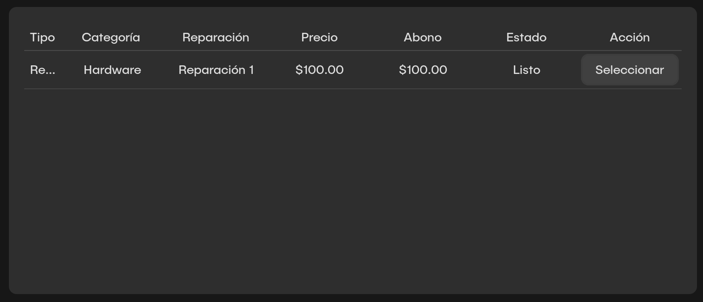 Tipo Categoría Reparación Precio Abono Estado Acción
Re... Hardware Reparación 1 $100.00 $100.00 Listo Seleccionar